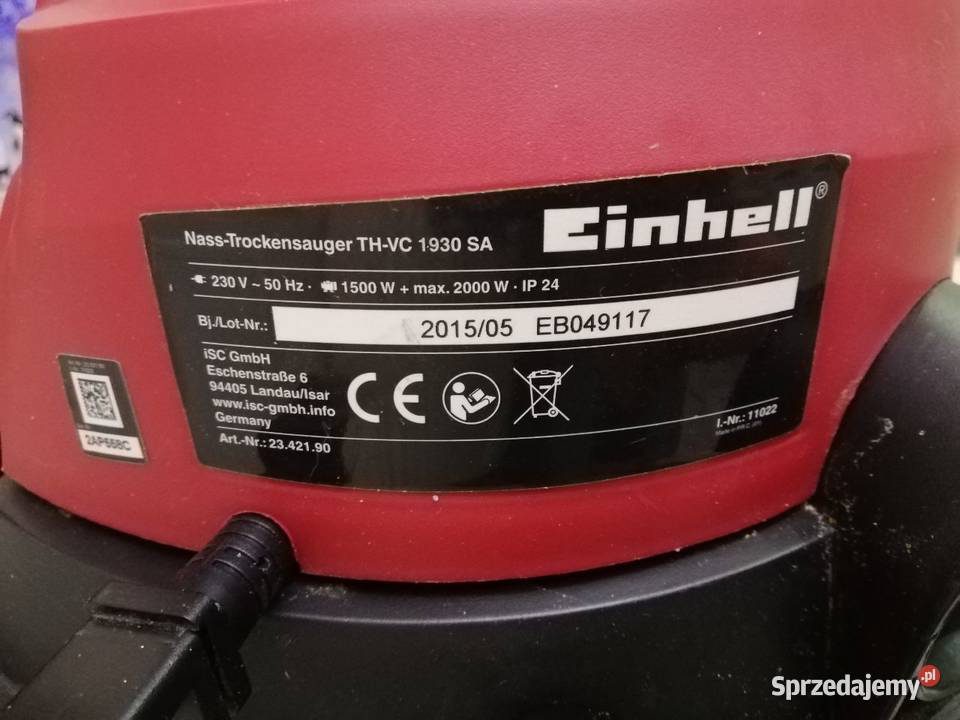 Einhell®
Nass-Trockensauger TH-VC 1930 SA
230 V ~ 50 Hz · 1500 W + max. 2000 W · IP 24
Bj./Lot-Nr.: 2015/05 EB049117
iSC GmbH
Eschenstraße 6
94405 Landau/Isar
www.isc-gmbh.info
Germany
Art.-Nr.: 23.421.90
CE
I.-Nr.: 11022
2AP558C
Sprzedajemy.pl